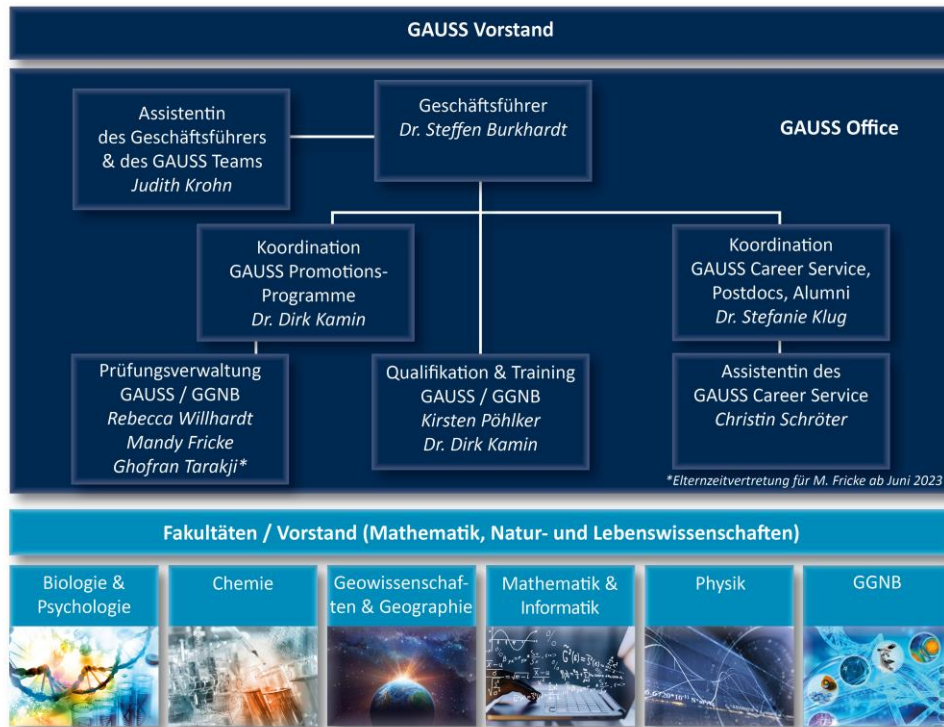 GAUSS Vorstand
GAUSS Office
Geschäftsführer
Dr. Steffen Burkhardt
Assistentin
des Geschäftsführers
& des GAUSS Teams
Judith Krohn
Koordination
GAUSS Promotions-
Programme
Dr. Dirk Kamin
Koordination
GAUSS Career Service,
Postdocs, Alumni
Dr. Stefanie Klug
Prüfungsverwaltung
GAUSS / GGNB
Rebecca Willhardt
Mandy Fricke
Ghofran Tarakji*
Qualifikation & Training
GAUSS / GGNB
Kirsten Pöhlker
Dr. Dirk Kamin
Assistentin des
GAUSS Career Service
Christin Schröter
*Elternzeitvertretung für M. Fricke ab Juni 2023
Fakultäten / Vorstand (Mathematik, Natur- und Lebenswissenschaften)
Biologie &
Psychologie
Chemie
Geowissenschaf-
ten & Geographie
Mathematik &
Informatik
Physik
GGNB